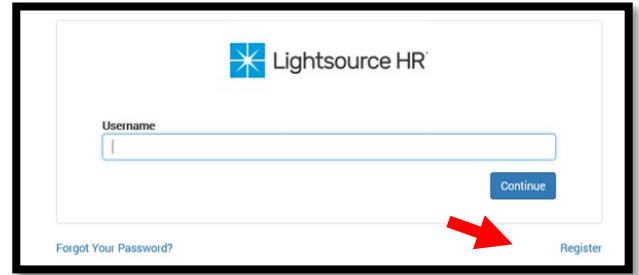 Lightsource HR
Username
Continue
Forgot Your Password?
Register